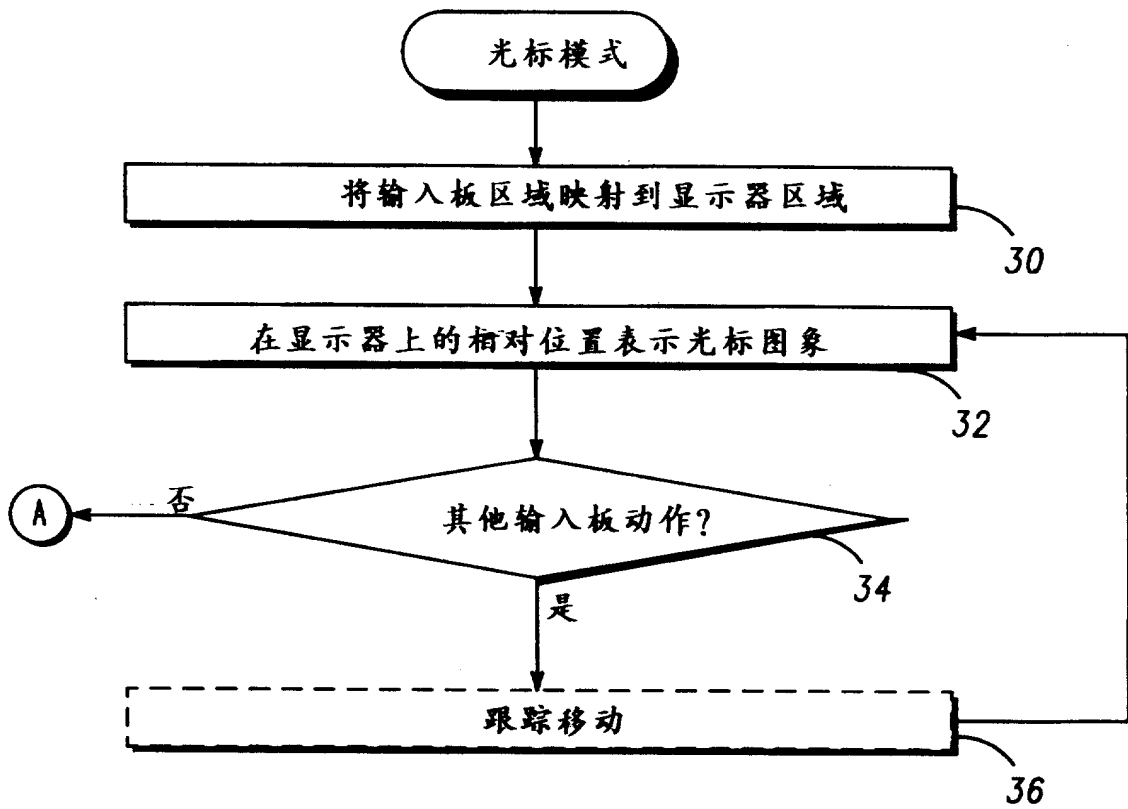 光标模式
将输入板区域映射到显示器区域
30
在显示器上的相对位置表示光标图象
32
A
否
其他输入板动作?
34
是
跟踪移动
36